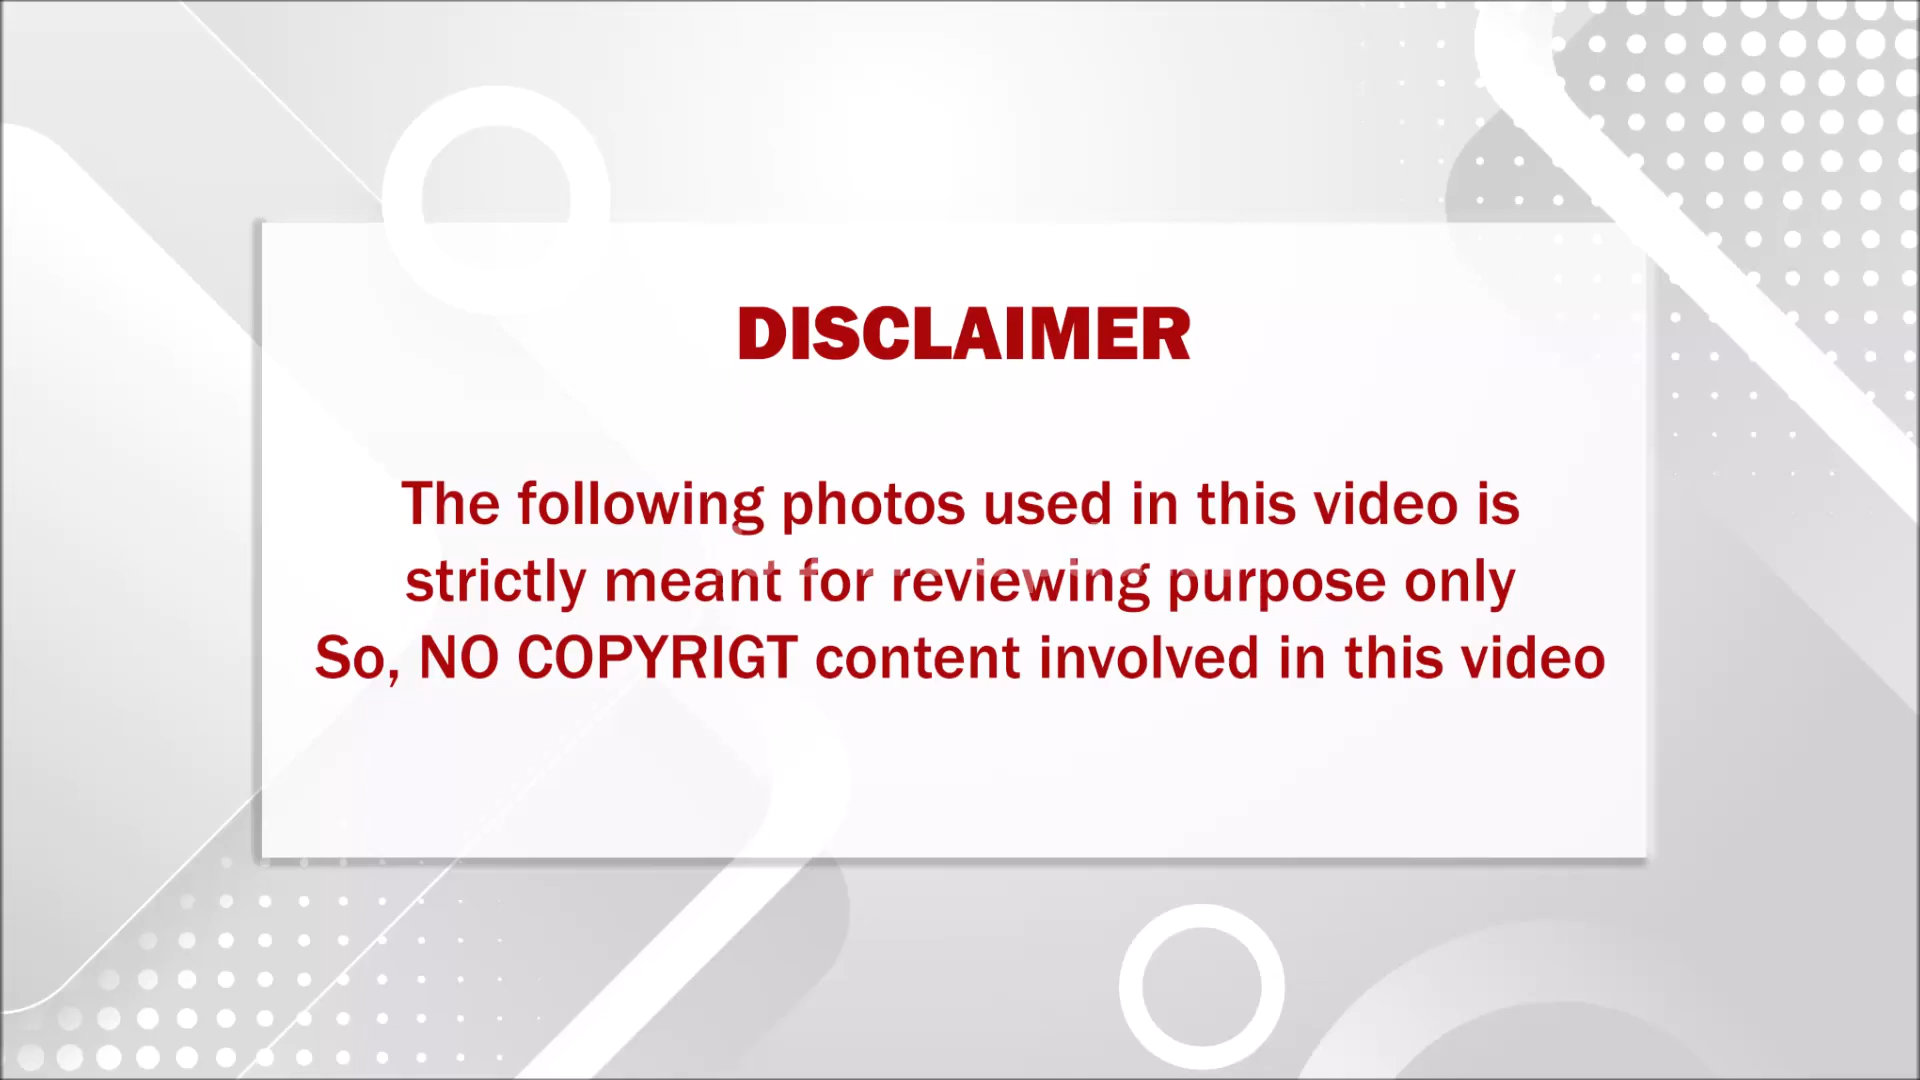 DISCLAIMER
The following photos used in this video is
strictly meant for reviewing purpose only
So, NO COPYRIGT content involved in this video